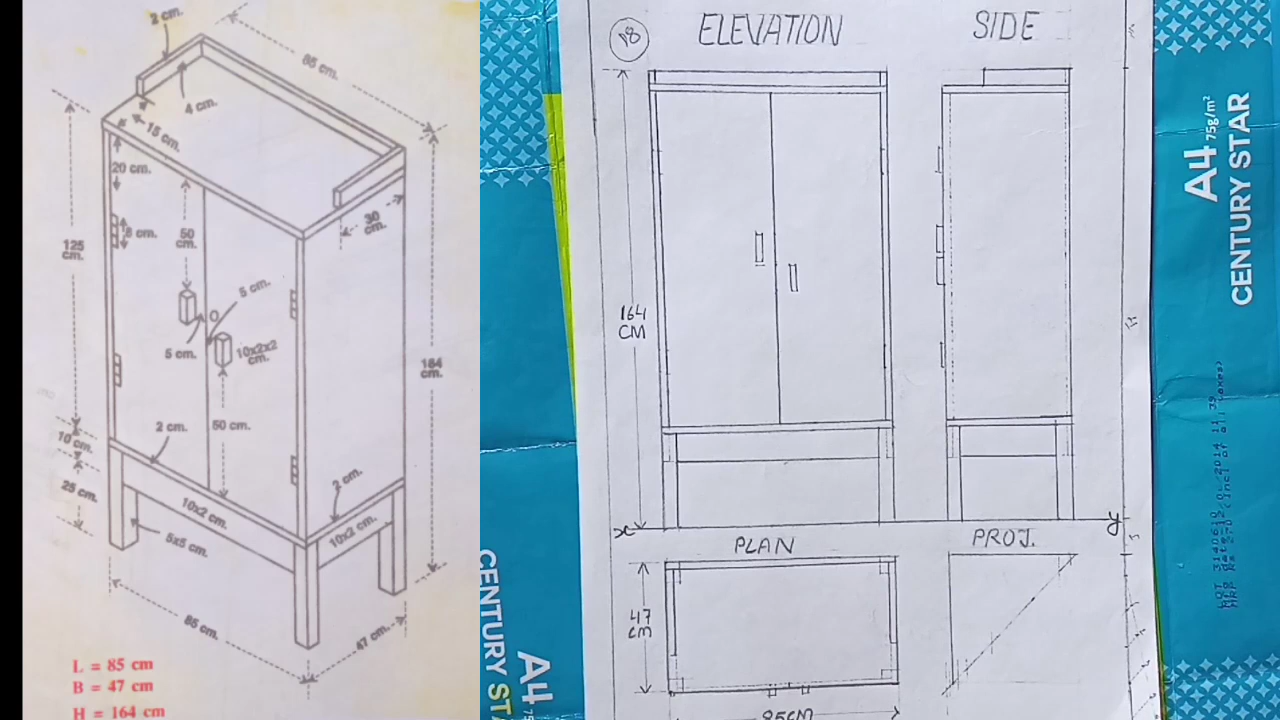 2 cm.
85 cm.
4 cm.
15 cm.
20 cm.
8 cm.
50 cm.
30 cm.
125 cm.
5 cm.
5 cm.
10x2x2 cm.
164 cm.
2 cm.
50 cm.
10 cm.
25 cm.
10x2 cm.
2 cm.
10x2 cm.
5x5 cm.
85 cm.
47 cm.
L = 85 cm
B = 47 cm
H = 164 cm
18
ELEVATION
SIDE
164
CM
x
y
PLAN
PROJ.
47
CM
85CM
A4 75g/m²
CENTURY STAR
CENTURY ST
A4 75